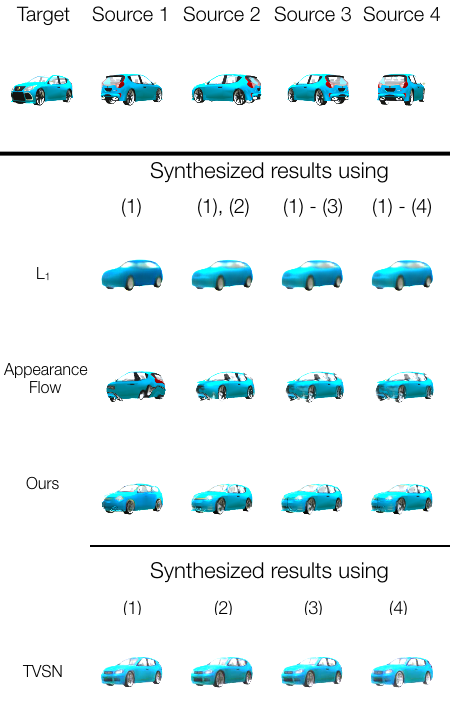 Target Source 1 Source 2 Source 3 Source 4
Synthesized results using
(1) (1), (2) (1) - (3) (1) - (4)
L₁
Appearance
Flow
Ours
Synthesized results using
(1) (2) (3) (4)
TVSN